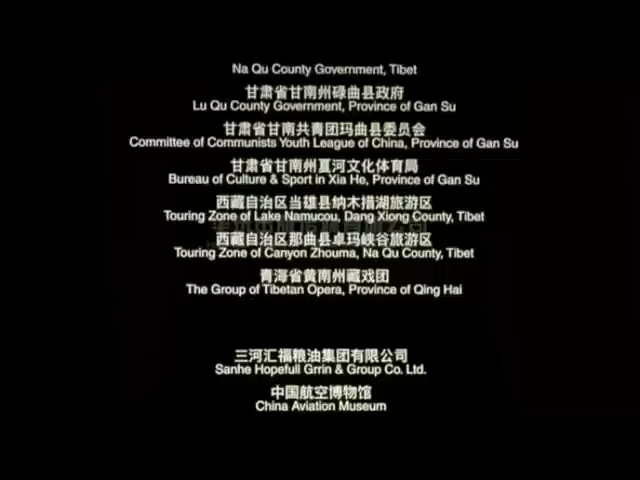 Na Qu County Government, Tibet
甘肃省甘南州碌曲县政府
Lu Qu County Government, Province of Gan Su
甘肃省甘南共青团玛曲县委员会
Committee of Communists Youth League of China, Province of Gan Su
甘肃省甘南州夏河文化体育局
Bureau of Culture & Sport in Xia He, Province of Gan Su
西藏自治区当雄县纳木措湖旅游区
Touring Zone of Lake Namucou, Dang Xiong County, Tibet
西藏自治区那曲县卓玛峡谷旅游区
Touring Zone of Canyon Zhouma, Na Qu County, Tibet
青海省黄南州藏戏团
The Group of Tibetan Opera, Province of Qing Hai
三河汇福粮油集团有限公司
Sanhe Hopefull Grrin & Group Co. Ltd.
中国航空博物馆
China Aviation Museum